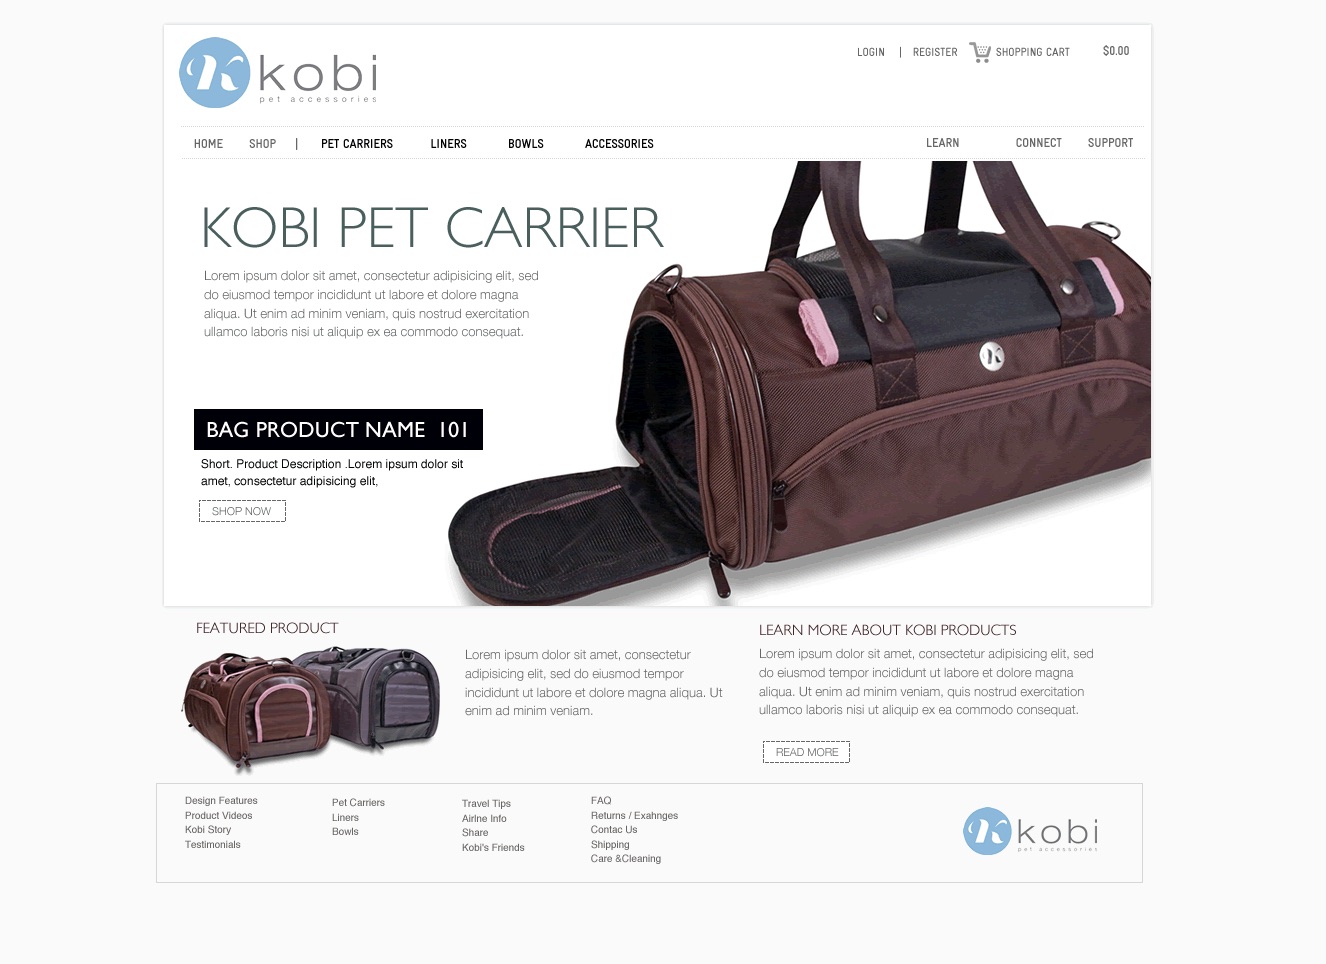 kobi
pet accessories
LOGIN | REGISTER SHOPPING CART $0.00
HOME SHOP | PET CARRIERS LINERS BOWLS ACCESSORIES LEARN CONNECT SUPPORT
KOBI PET CARRIER
Lorem ipsum dolor sit amet, consectetur adipisicing elit, sed
do eiusmod tempor incididunt ut labore et dolore magna
aliqua. Ut enim ad minim veniam, quis nostrud exercitation
ullamco laboris nisi ut aliquip ex ea commodo consequat.
BAG PRODUCT NAME 101
Short. Product Description .Lorem ipsum dolor sit
amet, consectetur adipisicing elit,
SHOP NOW
FEATURED PRODUCT
Lorem ipsum dolor sit amet, consectetur
adipisicing elit, sed do eiusmod tempor
incididunt ut labore et dolore magna aliqua. Ut
enim ad minim veniam.
LEARN MORE ABOUT KOBI PRODUCTS
Lorem ipsum dolor sit amet, consectetur adipisicing elit, sed
do eiusmod tempor incididunt ut labore et dolore magna
aliqua. Ut enim ad minim veniam, quis nostrud exercitation
ullamco laboris nisi ut aliquip ex ea commodo consequat.
READ MORE
Design Features
Product Videos
Kobi Story
Testimonials
Pet Carriers
Liners
Bowls
Travel Tips
Airlne Info
Share
Kobi's Friends
FAQ
Returns / Exahnges
Contac Us
Shipping
Care &Cleaning
kobi
pet accessories